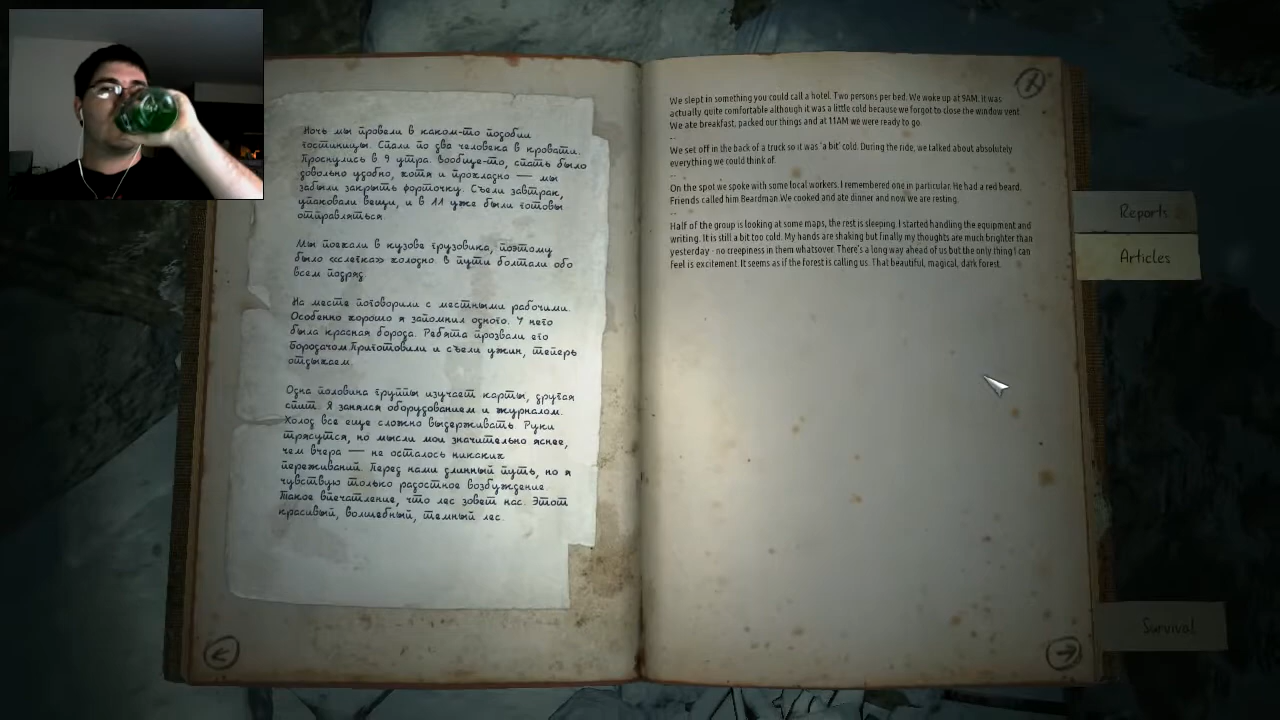 Ночь мы провели в каком-то подобии
гостиницы. Спали по два человека в кровати.
Проснулись в 9 утра. Вообще-то, спать было
довольно удобно, хотя и прохладно — мы
забыли закрыть форточку. Съели завтрак,
упаковали вещи, и в 11 уже были готовы
отправляться
Мы поехали в кузове грузовика, поэтому
было «слегка» холодно в пути болтали обо
всем подряд.
На месте поговорили с местными рабочими.
Особенно хорошо я запомнил одного. У него
была красная борода. Ребята прозвали его
бородачом.Приготовили и съели ужин, теперь
отдыхаем.
Одна половина группы изучает карты, другая
спит. Я занялся оборудованием и журналом.
Холод все еще сложно выдерживать. Руки
трясутся, но мысли мои значительно яснее,
чем вчера — не осталось никаких
переживаний. Перед нами длинный путь, но я
чувствую только радостное возбуждение.
Такое впечатление, что лес зовет нас. Этот
красивый, волшебный, темный лес.
We slept in something you could call a hotel. Two persons per bed. We woke up at 9AM. It was
actually quite comfortable although it was a little cold because we forgot to close the window vent.
We ate breakfast, packed our things and at 11AM we were ready to go.
--
We set off in the back of a truck so it was 'a bit' cold. During the ride, we talked about absolutely
everything we could think of.
--
On the spot we spoke with some local workers. I remembered one in particular. He had a red beard.
Friends called him Beardman. We cooked and ate dinner and now we are resting.
--
Half of the group is looking at some maps, the rest is sleeping. I started handling the equipment and
writing. It is still a bit too cold. My hands are shaking but finally my thoughts are much brighter than
yesterday - no creepiness in them whatsover. There's a long way ahead of us but the only thing I can
feel is excitement. It seems as if the forest is calling us. That beautiful, magical, dark forest.
Reports
Articles
Survival